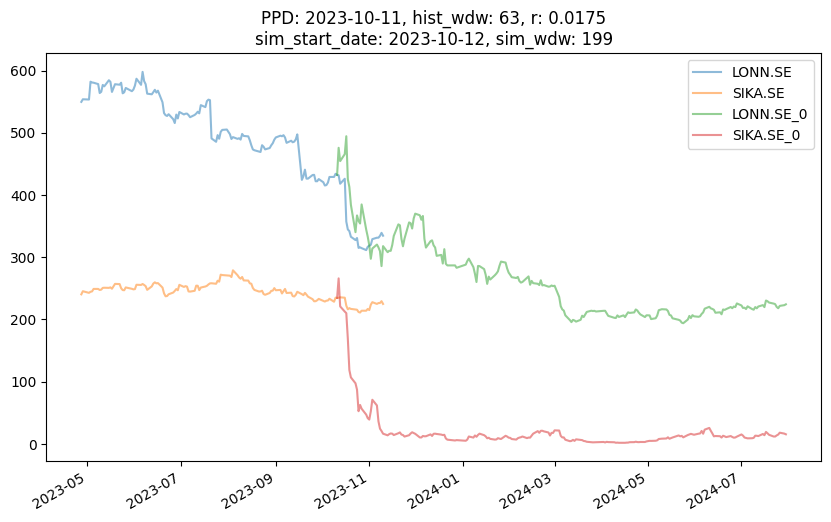 PPD: 2023-10-11, hist_wdw: 63, r: 0.0175
sim_start_date: 2023-10-12, sim_wdw: 199
LONN.SE
SIKA.SE
LONN.SE_0
SIKA.SE_0
600
500
400
300
200
100
0
2023-05
2023-07
2023-09
2023-11
2024-01
2024-03
2024-05
2024-07